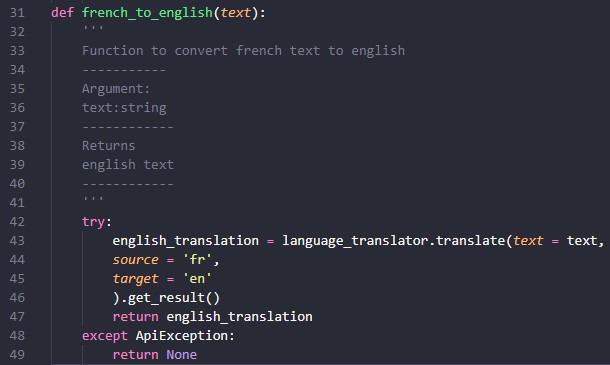 31 def french_to_english(text):
32 '''
33 Function to convert french text to english
34 -----------
35 Argument:
36 text:string
37 ------------
38 Returns
39 english text
40 ------------
41 '''
42 try:
43 english_translation = language_translator.translate(text = text,
44 source = 'fr',
45 target = 'en'
46 ).get_result()
47 return english_translation
48 except ApiException:
49 return None